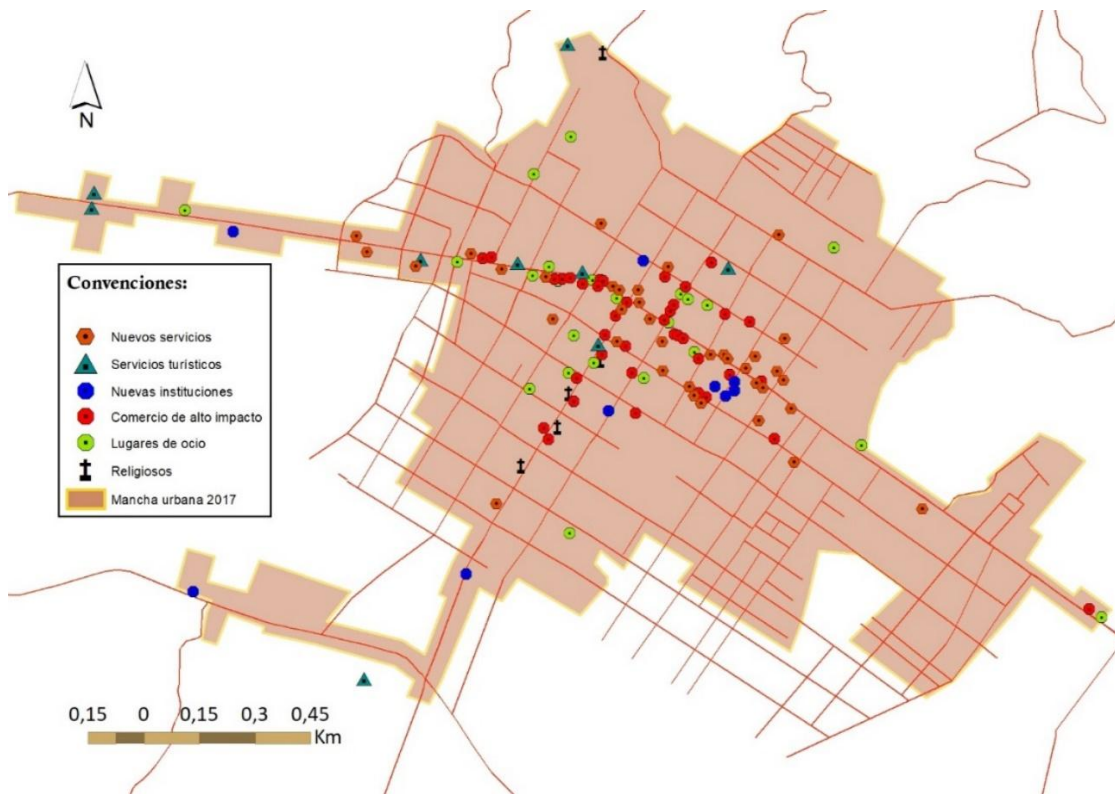 N
Convenciones:
Nuevos servicios
Servicios turísticos
Nuevas instituciones
Comercio de alto impacto
Lugares de ocio
Religiosos
Mancha urbana 2017
0,15 0 0,15 0,3 0,45
Km